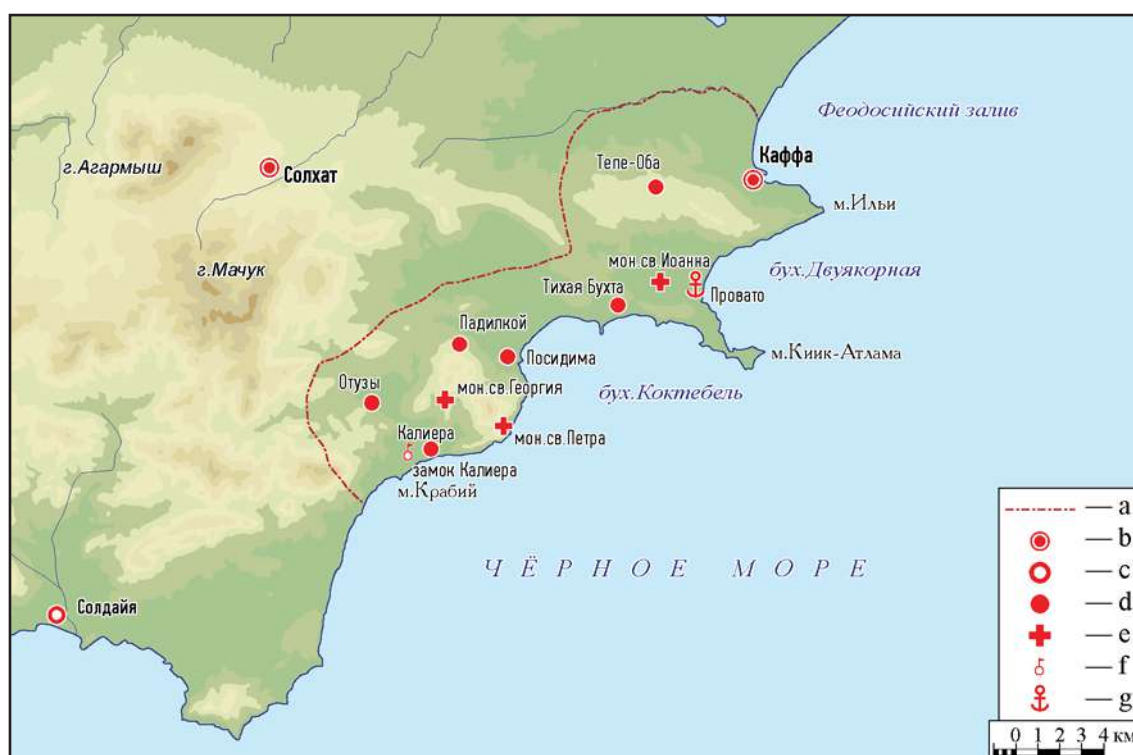 Феодосийский залив
Каффа
Тепе-Оба
г.Агармыш
Солхат
м.Ильи
мон.св.Иоанна
бух.Двуякорная
г.Мачук
Провато
Тихая Бухта
Падилкой
Посидима
м.Киик-Атлама
Отузы
мон.св.Георгия
бух.Коктебель
Калиера
мон.св.Петра
замок Калиера
м.Крабий
ЧЁРНОЕ МОРЕ
Солдайя
— a
— b
— c
— d
— e
— f
— g
0 1 2 3 4 км